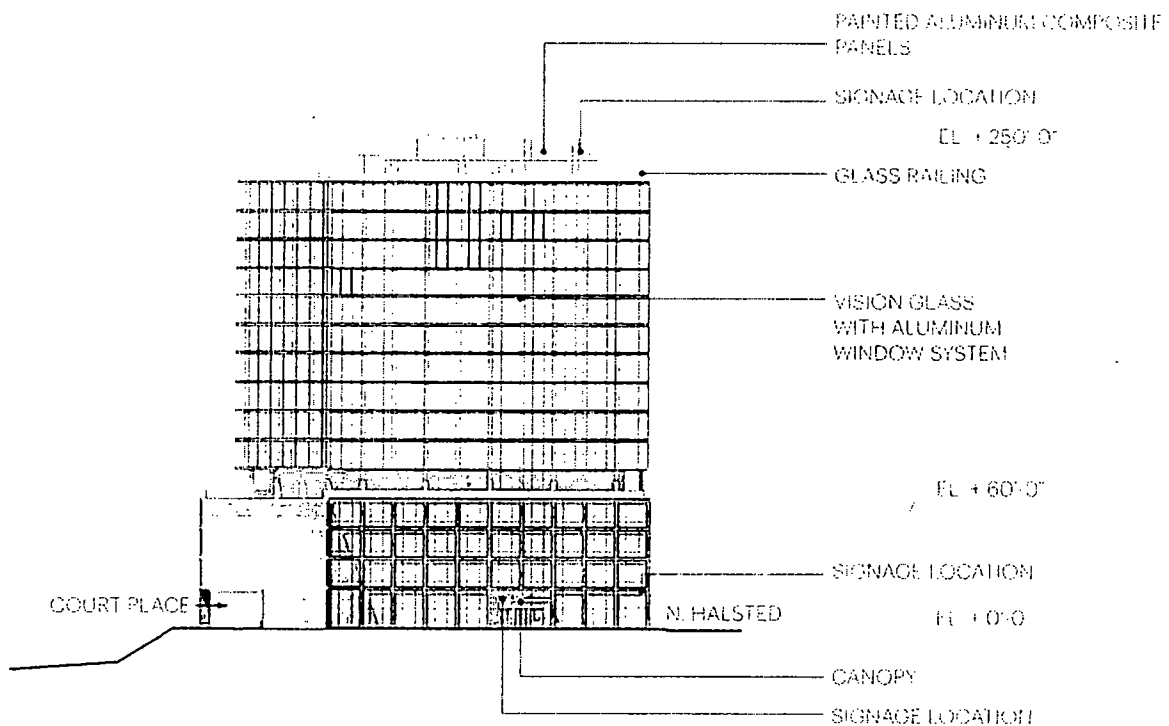 PAINTED ALUMINUM COMPOSITE
PANELS
SIGNAGE LOCATION
EL + 250'-0"
GLASS RAILING
VISION GLASS
WITH ALUMINUM
WINDOW SYSTEM
EL + 60'-0"
SIGNAGE LOCATION
COURT PLACE
N. HALSTED
EL + 0'-0
CANOPY
SIGNAGE LOCATION